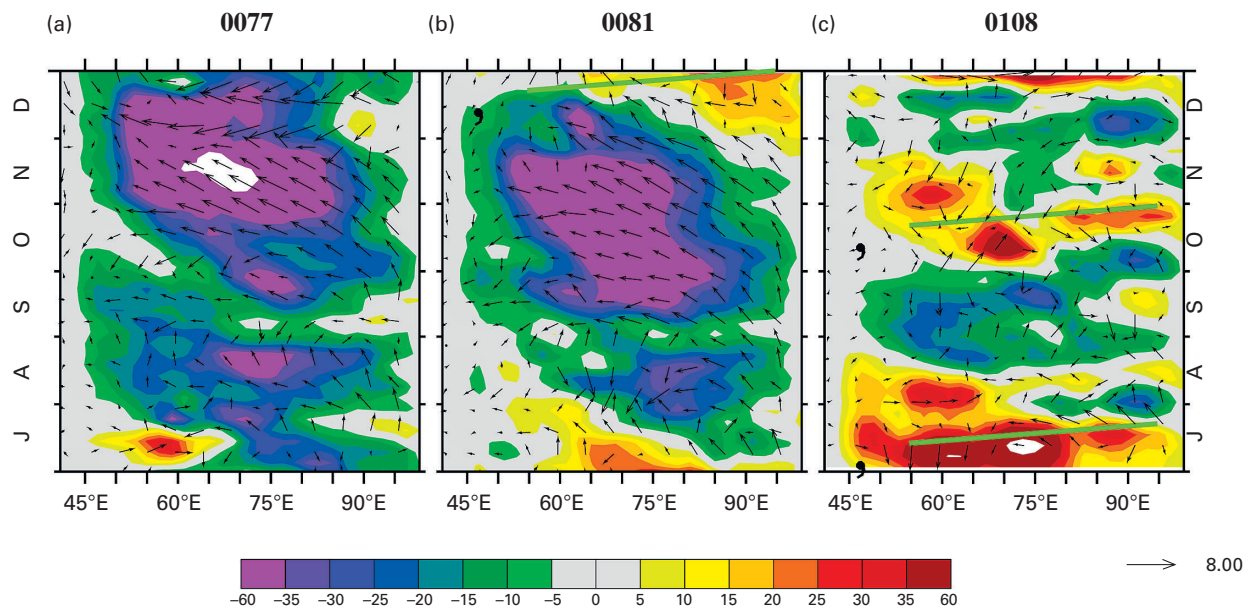 (a) 0077 (b) 0081 (c) 0108
D D
N N
O O
S S
A A
J J
45°E 60°E 75°E 90°E 45°E 60°E 75°E 90°E 45°E 60°E 75°E 90°E
8.00
–60 –35 –30 –25 –20 –15 –10 –5 0 5 10 15 20 25 30 35 60